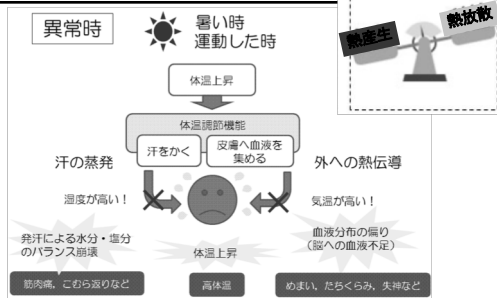 異常時
暑い時
運動した時
熱産生
熱放散
体温上昇
体温調節機能
汗をかく
皮膚へ血液を
集める
汗の蒸発
外への熱伝導
湿度が高い！
気温が高い！
発汗による水分・塩分
のバランス崩壊
体温上昇
血液分布の偏り
（脳への血液不足）
筋肉痛，こむら返りなど
高体温
めまい，たちくらみ，失神など